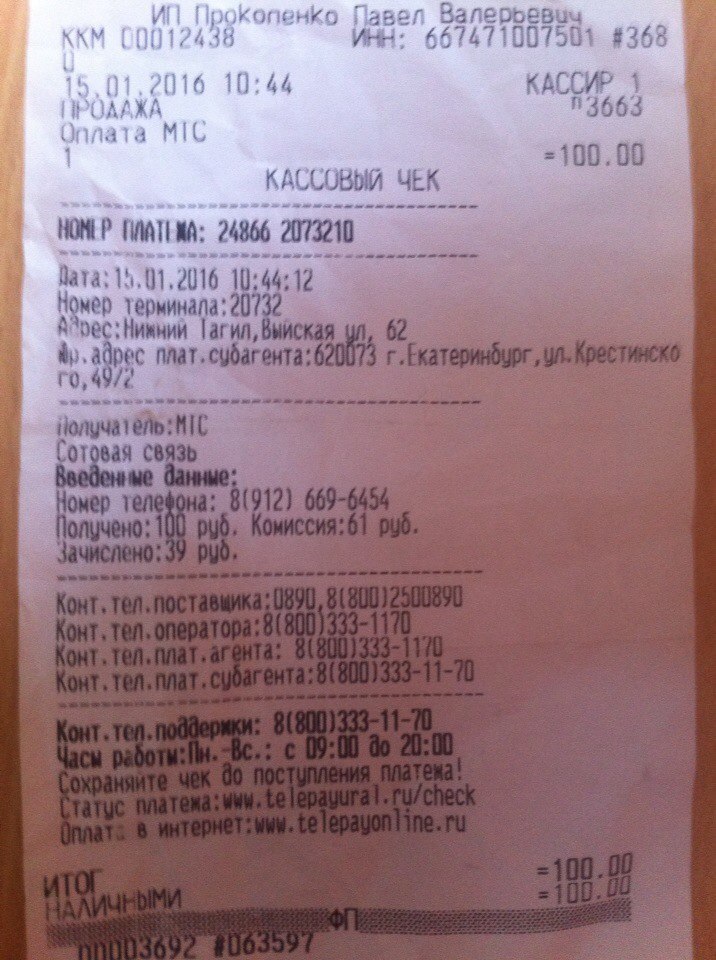 ИП Прокопенко Павел Валерьевич
ККМ 00012438 ИНН: 667471007501 #368
0
15.01.2016 10:44 КАССИР 1
ПРОДАЖА п3663
Оплата МТС
1 =100.00
КАССОВЫЙ ЧЕК
НОМЕР ПЛАТЕЖА: 24866 2073210
Дата:15.01.2016 10:44:12
Номер терминала:20732
Адрес:Нижний Тагил,Выйская ул, 62
Юр.адрес плат.субагента:620073 г.Екатеринбург,ул.Крестинско
го,49/2
Получатель:МТС
Сотовая связь
Введенные данные:
Номер телефона: 8(912) 669-6454
Получено:100 руб. Комиссия:61 руб.
Зачислено:39 руб.
Конт.тел.поставщика:0890,8(800)2500890
Конт.тел.оператора:8(800)333-1170
Конт.тел.плат.агента: 8(800)333-1170
Конт.тел.плат.субагента:8(800)333-11-70
Конт.тел.поддержки: 8(800)333-11-70
Часы работы:Пн.-Вс.: с 09:00 до 20:00
Сохраняйте чек до поступления платежа!
Статус платежа:www.telepayural.ru/check
Оплата в интернет:www.telepayonline.ru
ИТОГ =100.00
НАЛИЧНЫМИ =100.00
ФП
00003692 #063597